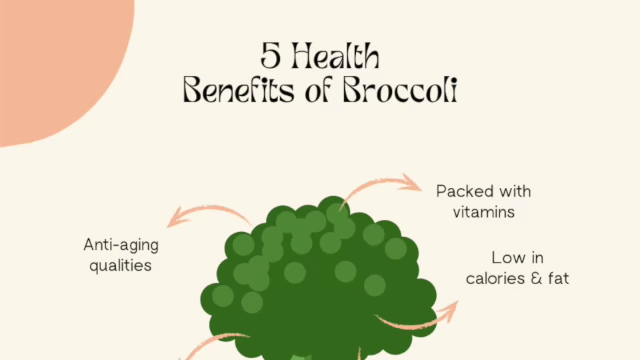 5 Health
Benefits of Broccoli
Packed with
vitamins
Anti-aging
qualities
Low in
calories & fat